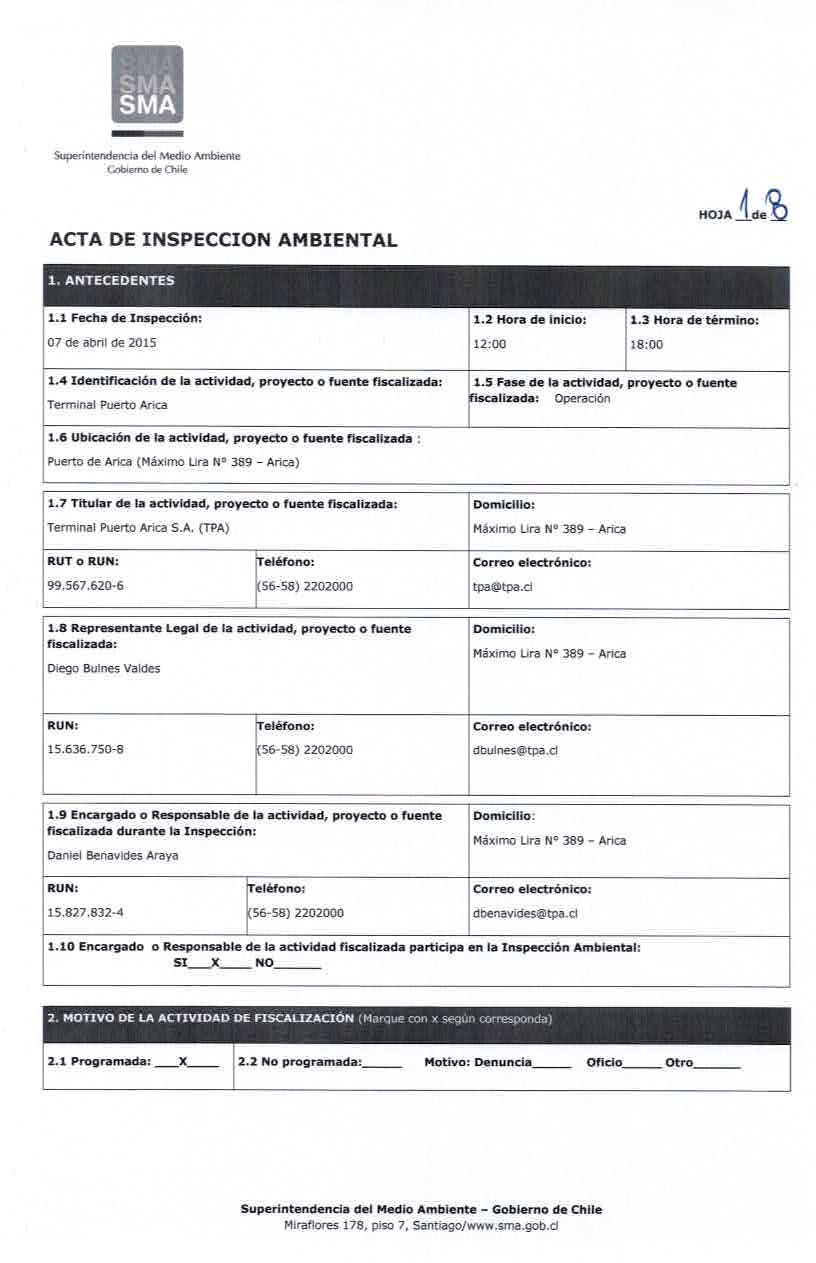 SMA
SMA
SMA
Superintendencia del Medio Ambiente
Gobierno de Chile
HOJA 1 de 8
ACTA DE INSPECCION AMBIENTAL
1. ANTECEDENTES
1.1 Fecha de Inspección:
07 de abril de 2015
1.2 Hora de inicio:
12:00
1.3 Hora de término:
18:00
1.4 Identificación de la actividad, proyecto o fuente fiscalizada:
Terminal Puerto Arica
1.5 Fase de la actividad, proyecto o fuente
fiscalizada: Operación
1.6 Ubicación de la actividad, proyecto o fuente fiscalizada :
Puerto de Arica (Máximo Lira N° 389 – Arica)
1.7 Titular de la actividad, proyecto o fuente fiscalizada:
Terminal Puerto Arica S.A. (TPA)
Domicilio:
Máximo Lira N° 389 – Arica
RUT o RUN:
99.567.620-6
Teléfono:
(56-58) 2202000
Correo electrónico:
tpa@tpa.cl
1.8 Representante Legal de la actividad, proyecto o fuente
fiscalizada:
Diego Bulnes Valdes
Domicilio:
Máximo Lira N° 389 – Arica
RUN:
15.636.750-8
Teléfono:
(56-58) 2202000
Correo electrónico:
dbulnes@tpa.cl
1.9 Encargado o Responsable de la actividad, proyecto o fuente
fiscalizada durante la Inspección:
Daniel Benavides Araya
Domicilio:
Máximo Lira N° 389 – Arica
RUN:
15.827.832-4
Teléfono:
(56-58) 2202000
Correo electrónico:
dbenavides@tpa.cl
1.10 Encargado o Responsable de la actividad fiscalizada participa en la Inspección Ambiental:
SI___X____ NO______
2. MOTIVO DE LA ACTIVIDAD DE FISCALIZACIÓN (Marque con x según corresponda)
2.1 Programada: ___X____
2.2 No programada:_____ Motivo: Denuncia_____ Oficio_____ Otro______
Superintendencia del Medio Ambiente – Gobierno de Chile
Miraflores 178, piso 7, Santiago/www.sma.gob.cl